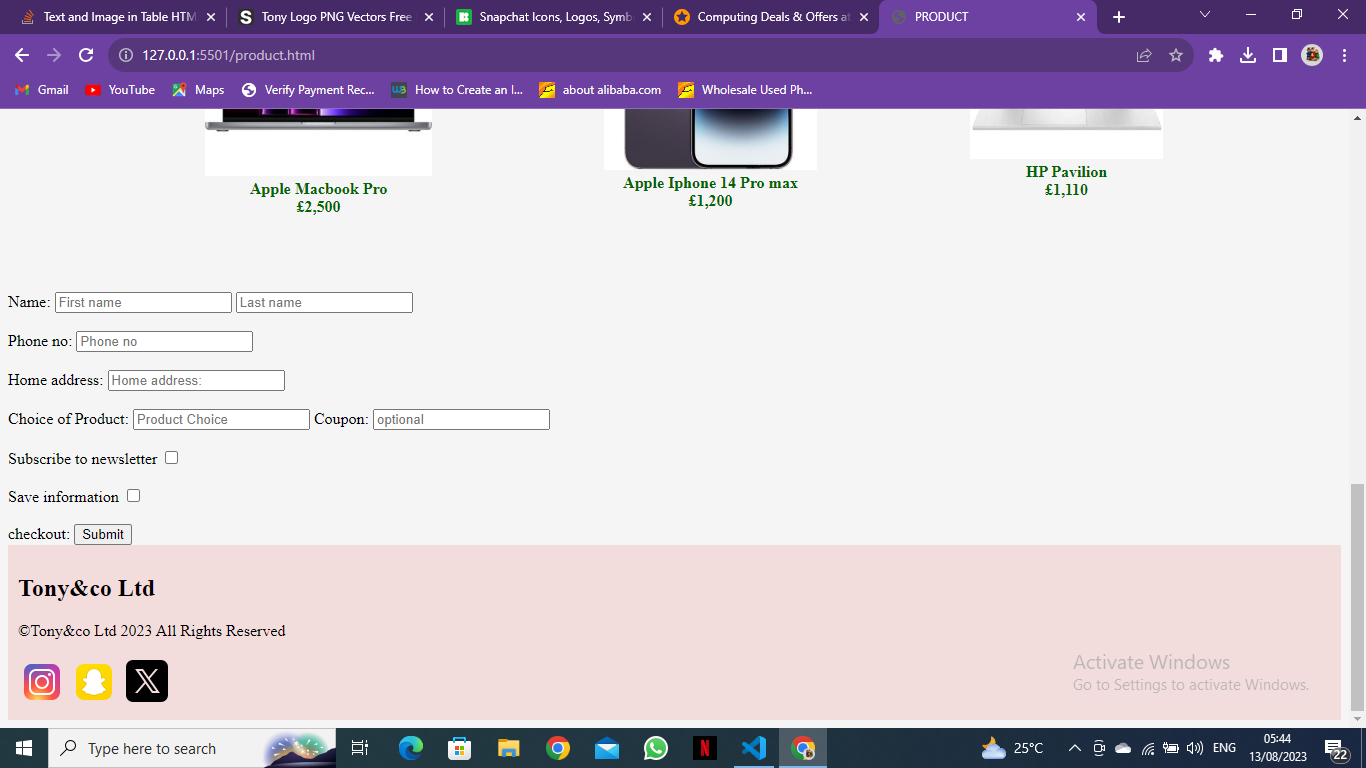 Text and Image in Table HTM
Tony Logo PNG Vectors Free
Snapchat Icons, Logos, Symb
Computing Deals & Offers at
PRODUCT
127.0.0.1:5501/product.html
Gmail
YouTube
Maps
Verify Payment Rec...
How to Create an I...
about alibaba.com
Wholesale Used Ph...
Apple Macbook Pro
£2,500
Apple Iphone 14 Pro max
£1,200
HP Pavilion
£1,110
Name: First name Last name
Phone no: Phone no
Home address: Home address:
Choice of Product: Product Choice Coupon: optional
Subscribe to newsletter
Save information
checkout: Submit
Tony&co Ltd
©Tony&co Ltd 2023 All Rights Reserved
Activate Windows
Go to Settings to activate Windows.
Type here to search
25°C
ENG
05:44
13/08/2023
22